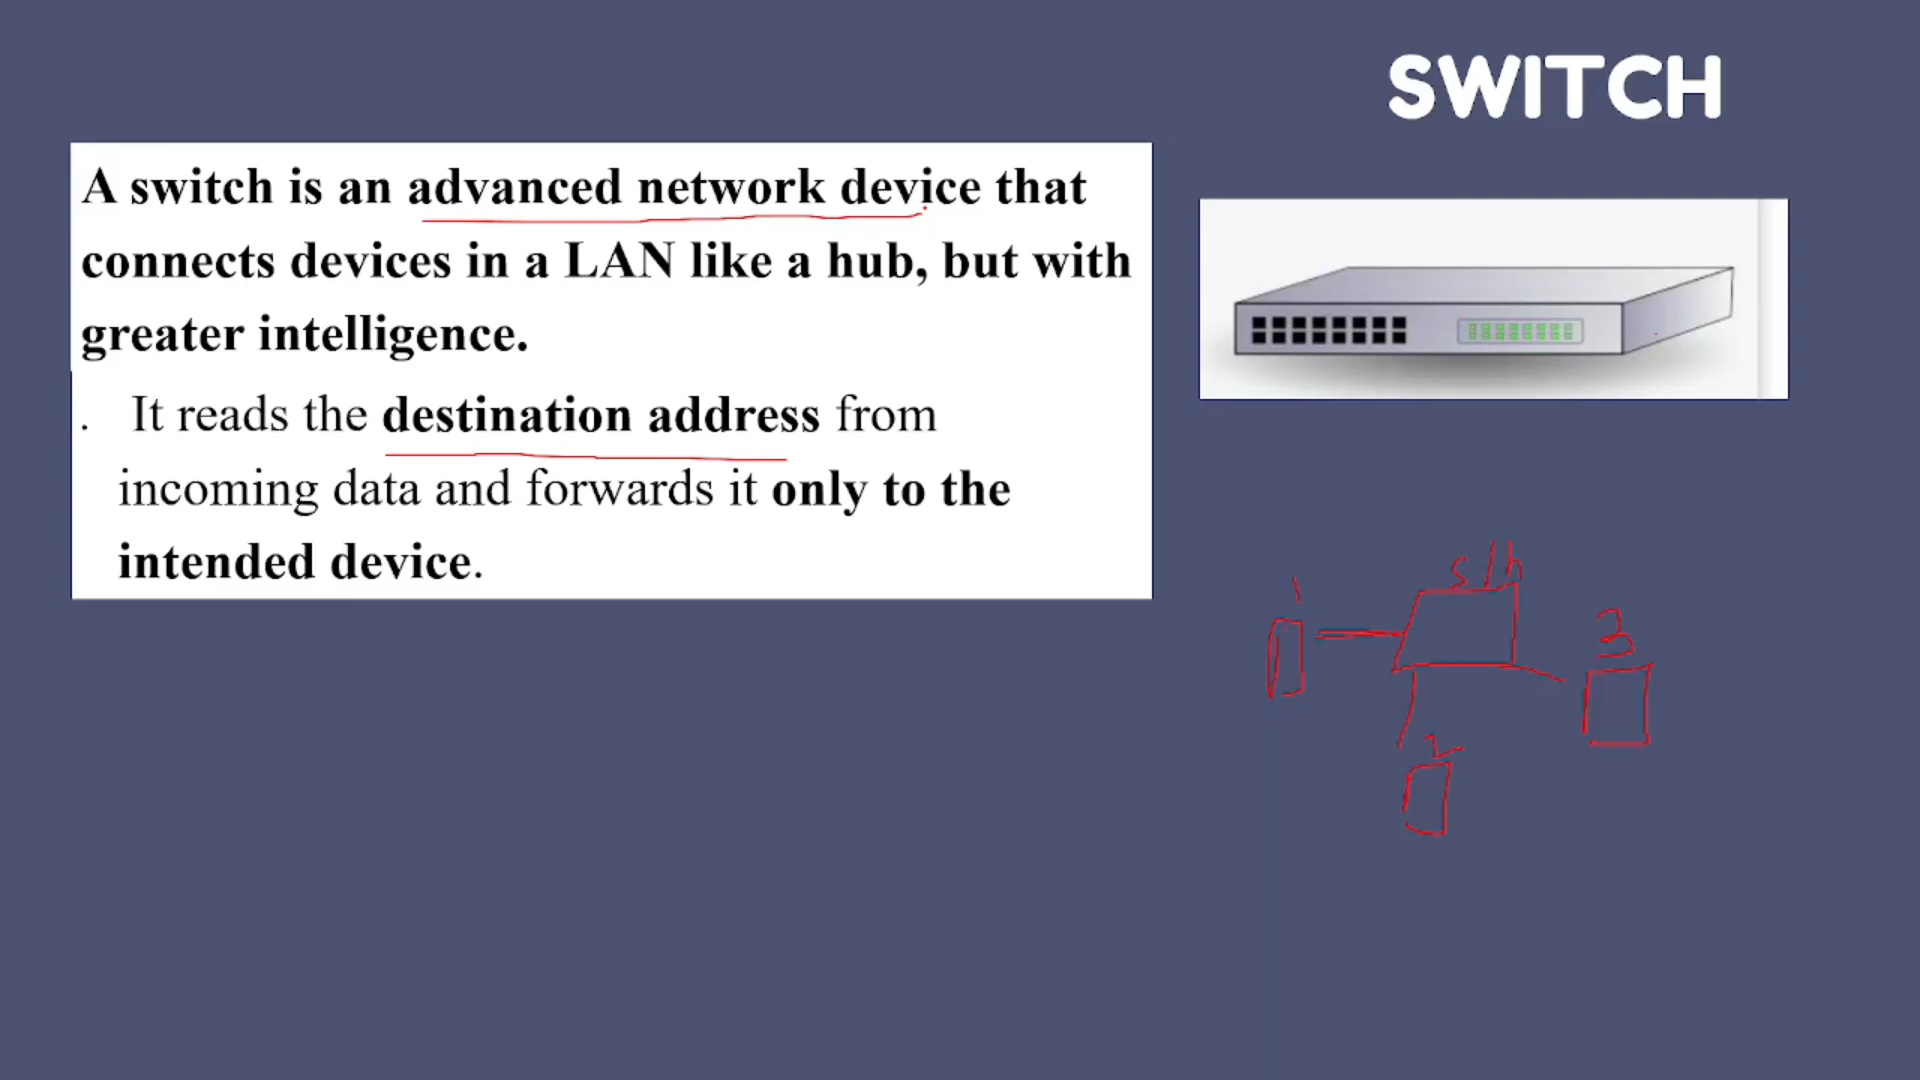 SWITCH
A switch is an advanced network device that
connects devices in a LAN like a hub, but with
greater intelligence.
. It reads the destination address from
incoming data and forwards it only to the
intended device.
s/h
1
3
2